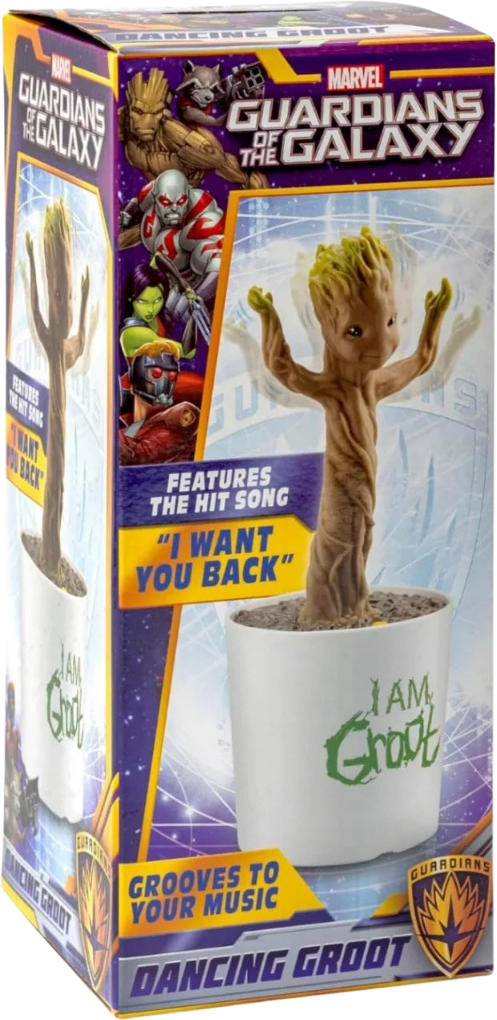 DANCING GROOT
MARVEL
GUARDIANS
OF
THE GALAXY
FEATURES
THE HIT SONG
"I WANT
YOU BACK"
I AM
Groot
DANCING GROOT
GUARDIANS
MARVEL
GUARDIANS
OF
THE GALAXY
GUARDIANS
FEATURES
THE HIT SONG
"I WANT
YOU BACK"
I AM
Groot
GROOVES TO
YOUR MUSIC
GUARDIANS
DANCING GROOT